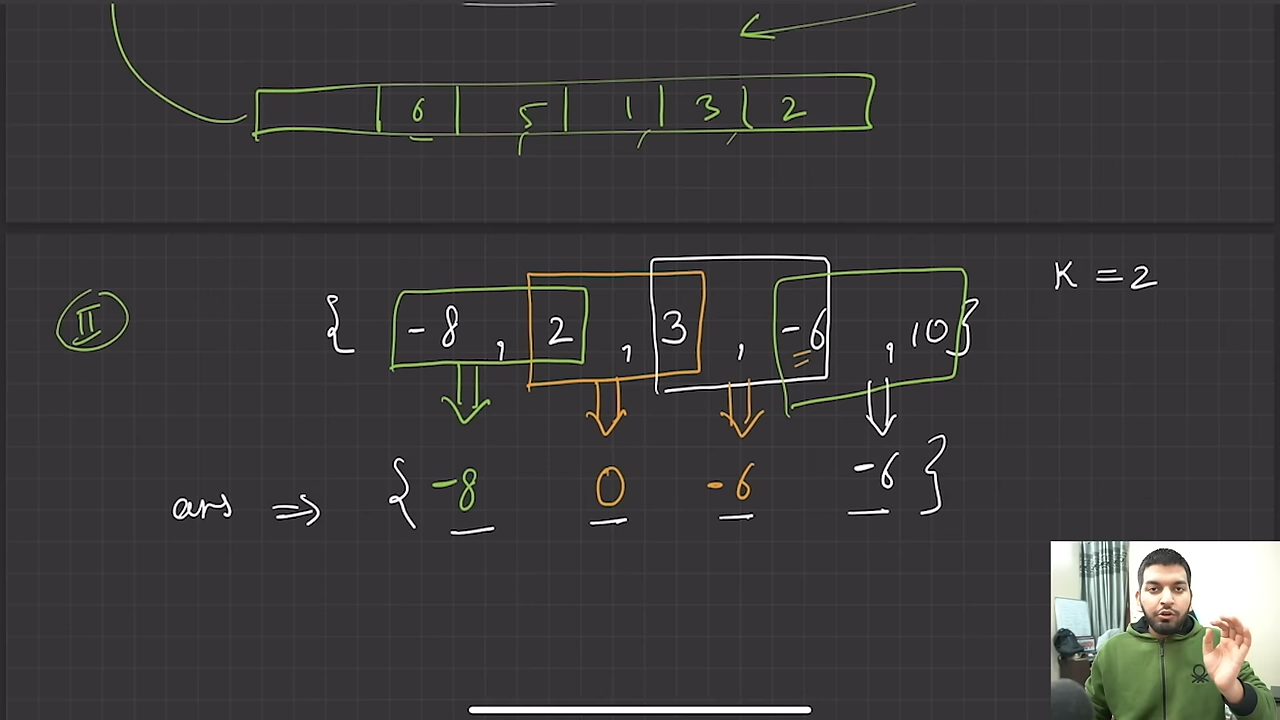 6 5 1 3 2
II { -8 , 2 , 3 , -6 , 10 } K = 2
ans ⇒ { -8 0 -6 -6 }